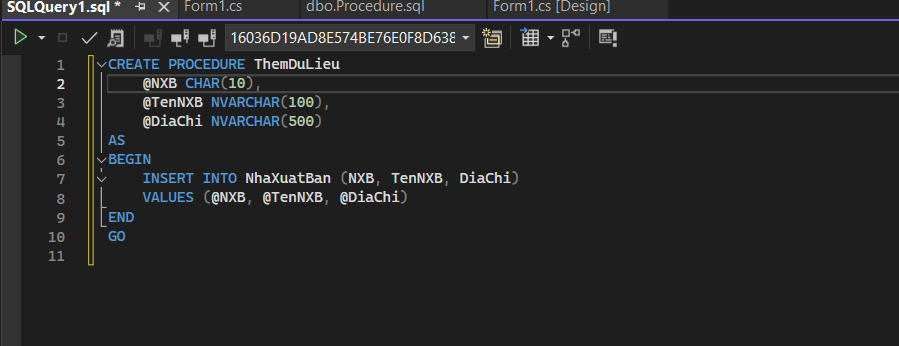 SQLQuery1.sql * Form1.cs dbo.Procedure.sql Form1.cs [Design]
16036D19AD8E574BE76E0F8D638
1 CREATE PROCEDURE ThemDuLieu
2 @NXB CHAR(10),
3 @TenNXB NVARCHAR(100),
4 @DiaChi NVARCHAR(500)
5 AS
6 BEGIN
7 INSERT INTO NhaXuatBan (NXB, TenNXB, DiaChi)
8 VALUES (@NXB, @TenNXB, @DiaChi)
9 END
10 GO
11